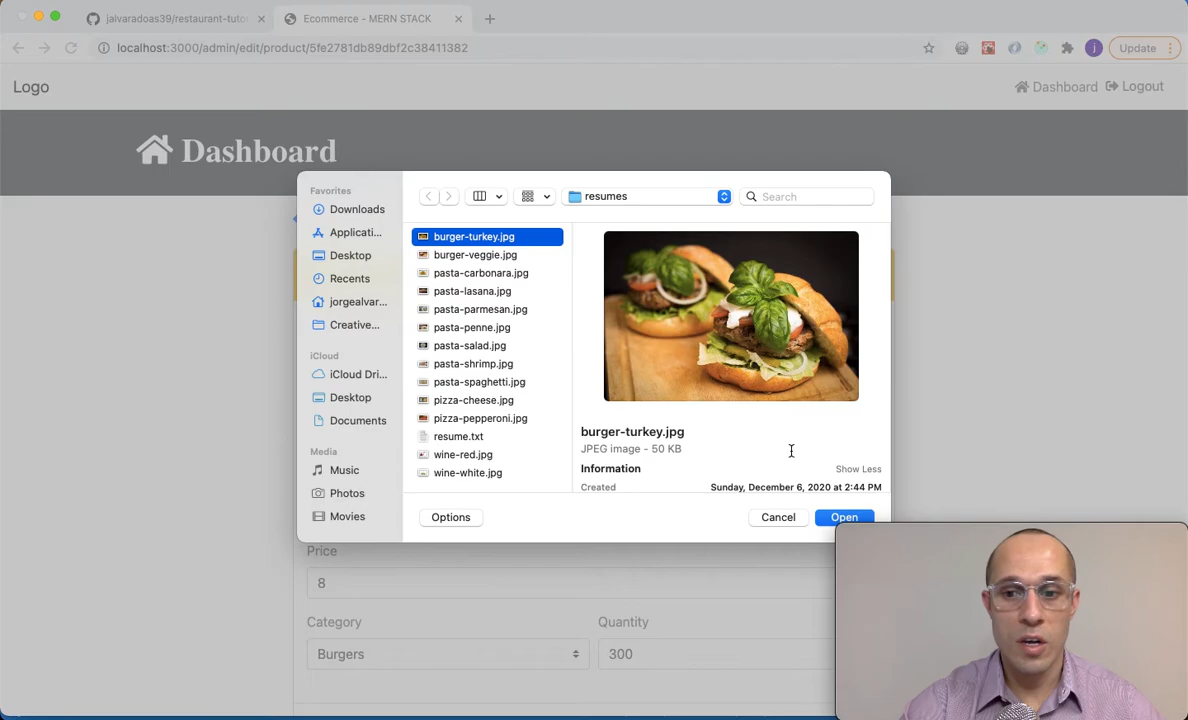 jalvaradoas39/restaurant-tuto
Ecommerce - MERN STACK
localhost:3000/admin/edit/product/5fe2781db89dbf2c38411382
Update
Logo
Dashboard
Logout
Dashboard
Favorites
Downloads
Applicati...
Desktop
Recents
jorgealvar...
Creative...
iCloud
iCloud Dri...
Desktop
Documents
Media
Music
Photos
Movies
resumes
Search
burger-turkey.jpg
burger-veggie.jpg
pasta-carbonara.jpg
pasta-lasana.jpg
pasta-parmesan.jpg
pasta-penne.jpg
pasta-salad.jpg
pasta-shrimp.jpg
pasta-spaghetti.jpg
pizza-cheese.jpg
pizza-pepperoni.jpg
resume.txt
wine-red.jpg
wine-white.jpg
burger-turkey.jpg
JPEG image - 50 KB
Information
Show Less
Created
Sunday, December 6, 2020 at 2:44 PM
Options
Cancel
Open
Price
8
Category
Quantity
Burgers
300